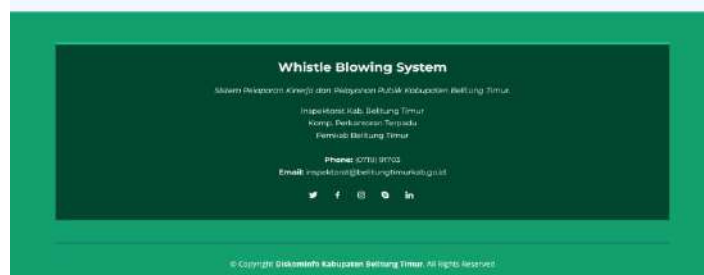 Whistle Blowing System
Sistem Pelaporan Kinerja dan Pelayanan Publik Kabupaten Belitung Timur.
Inspektorat Kab. Belitung Timur
Komp. Perkantoran Terpadu
Pemkab Belitung Timur
Phone: (0719) 91703
Email: inspektorat@belitungtimurkab.go.id
© Copyright Diskominfo Kabupaten Belitung Timur. All Rights Reserved